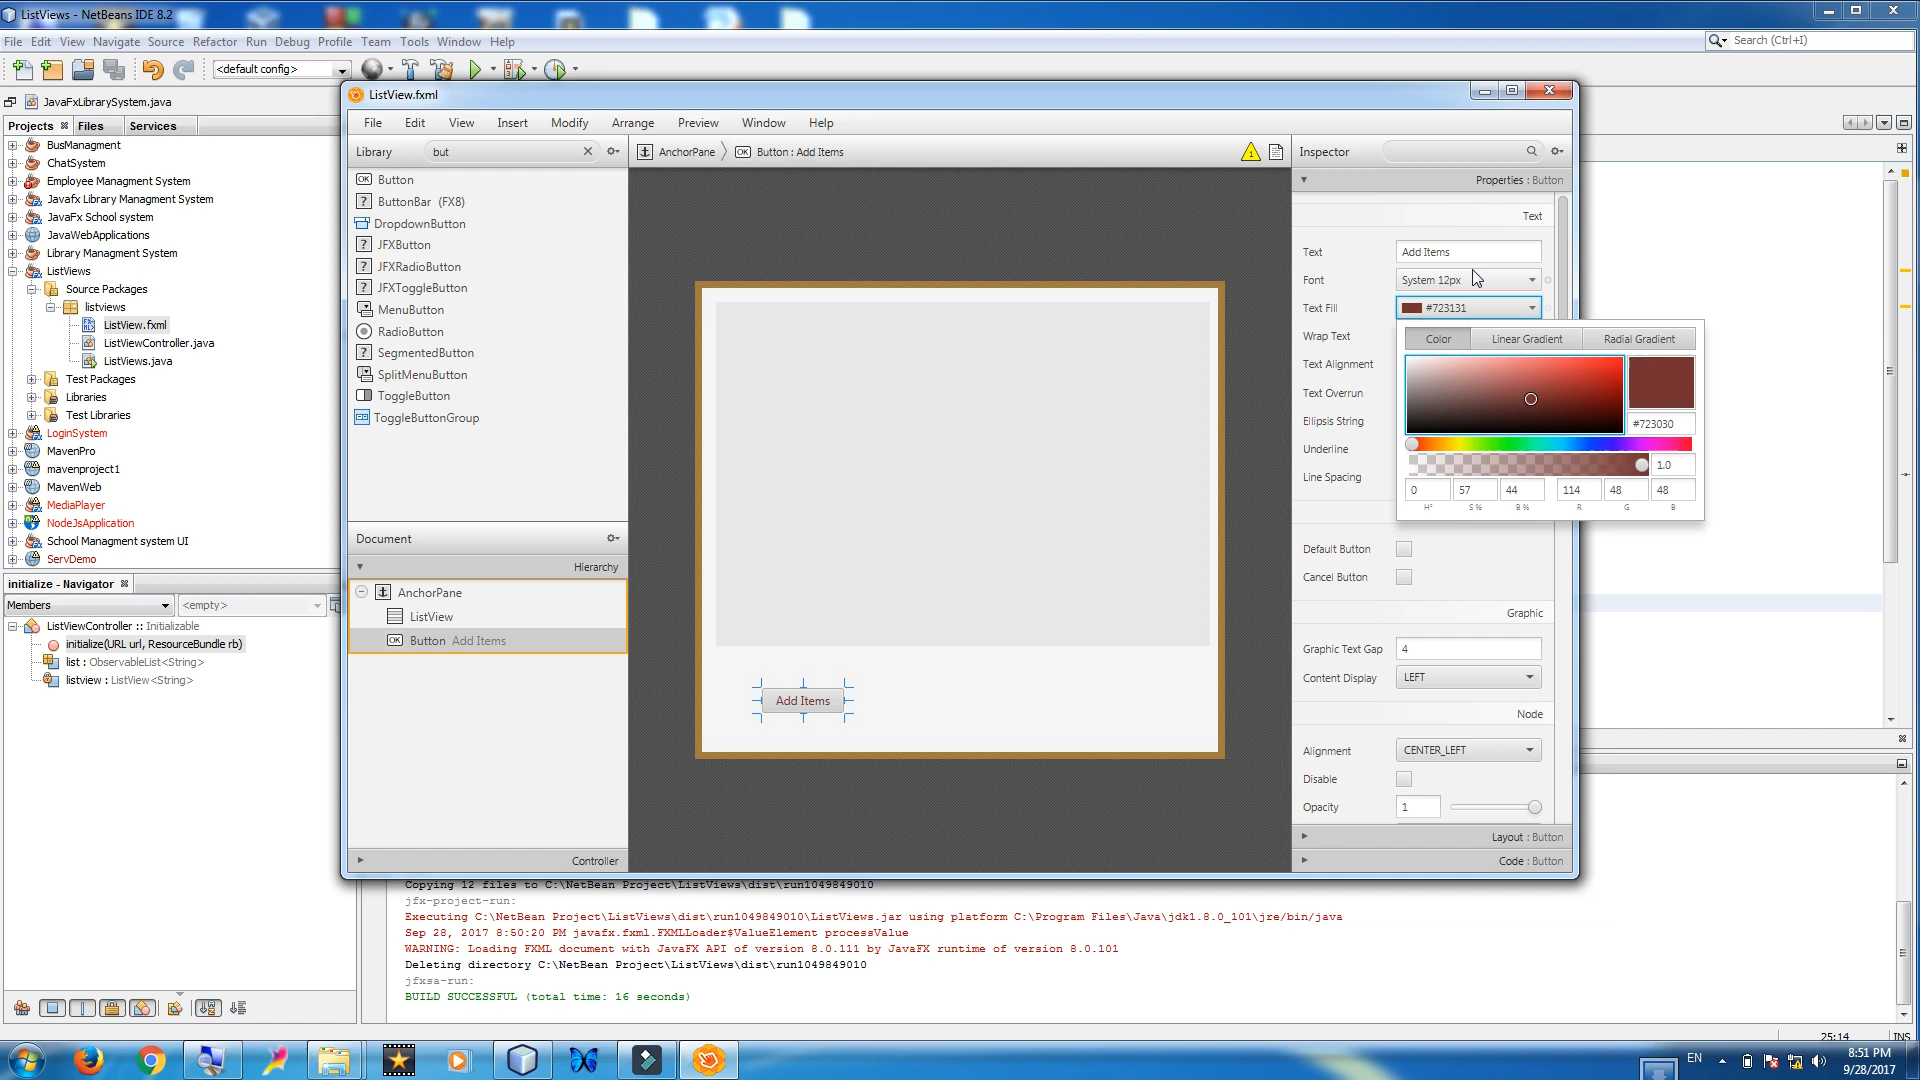 ListViews - NetBeans IDE 8.2
File Edit View Navigate Source Refactor Run Debug Profile Team Tools Window Help
Search (Ctrl+I)
<default config>
JavaFxLibrarySystem.java
Projects Files Services
BusManagment
ChatSystem
Employee Managment System
Javafx Library Managment System
JavaFx School system
JavaWebApplications
Library Managment System
ListViews
Source Packages
listviews
ListView.fxml
ListViewController.java
ListViews.java
Test Packages
Libraries
Test Libraries
LoginSystem
MavenPro
mavenproject1
MavenWeb
MediaPlayer
NodeJsApplication
School Managment system UI
ServDemo
initialize - Navigator
Members <empty>
ListViewController :: Initializable
initialize(URL url, ResourceBundle rb)
list : ObservableList<String>
listview : ListView<String>
ListView.fxml
File Edit View Insert Modify Arrange Preview Window Help
Library but
Button
ButtonBar (FX8)
DropdownButton
JFXButton
JFXRadioButton
JFXToggleButton
MenuButton
RadioButton
SegmentedButton
SplitMenuButton
ToggleButton
ToggleButtonGroup
Document
Hierarchy
AnchorPane
ListView
OK Button Add Items
Controller
AnchorPane OK Button : Add Items
Add Items
Inspector
Properties : Button
Text
Text Add Items
Font System 12px
Text Fill #723131
Wrap Text
Text Alignment
Text Overrun
Ellipsis String
Underline
Line Spacing
Color Linear Gradient Radial Gradient
#723030
1.0
0 57 44 114 48 48
H° S % B % R G B
Default Button
Cancel Button
Graphic
Graphic Text Gap 4
Content Display LEFT
Node
Alignment CENTER_LEFT
Disable
Opacity 1
Layout : Button
Code : Button
Copying 12 files to C:\NetBean Project\ListViews\dist\run1049849010
jfx-project-run:
Executing C:\NetBean Project\ListViews\dist\run1049849010\ListViews.jar using platform C:\Program Files\Java\jdk1.8.0_101\jre/bin/java
Sep 28, 2017 8:50:20 PM javafx.fxml.FXMLLoader$ValueElement processValue
WARNING: Loading FXML document with JavaFX API of version 8.0.111 by JavaFX runtime of version 8.0.101
Deleting directory C:\NetBean Project\ListViews\dist\run1049849010
jfxsa-run:
BUILD SUCCESSFUL (total time: 16 seconds)
25:14 INS
EN
8:51 PM
9/28/2017